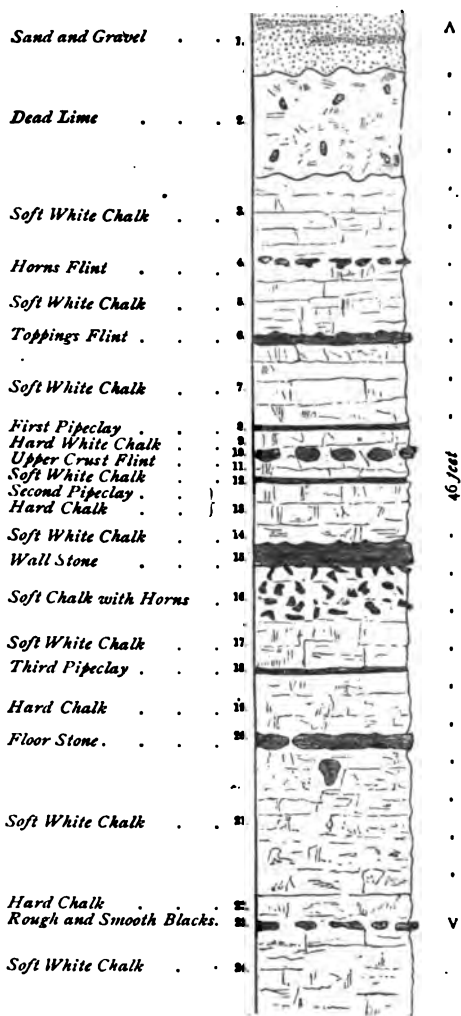 Sand and Gravel . . 1.
Dead Lime . . . 2.
Soft White Chalk . . 3.
Horns Flint . . . 4.
Soft White Chalk . . 5.
Toppings Flint . . . 6.
Soft White Chalk . . 7.
First Pipeclay . . . 8.
Hard White Chalk . . 9.
Upper Crust Flint . . 10.
Soft White Chalk . . 11.
Second Pipeclay . . } 12.
Hard Chalk . . } 13.
Soft White Chalk . . 14.
Wall Stone . . . 15.
Soft Chalk with Horns . 16.
Soft White Chalk . . 17.
Third Pipeclay . . . 18.
Hard Chalk . . . 19.
Floor Stone . . . . 20.
Soft White Chalk . . 21.
Hard Chalk . . . 22.
Rough and Smooth Blacks. 23.
Soft White Chalk . . 24.
46 feet